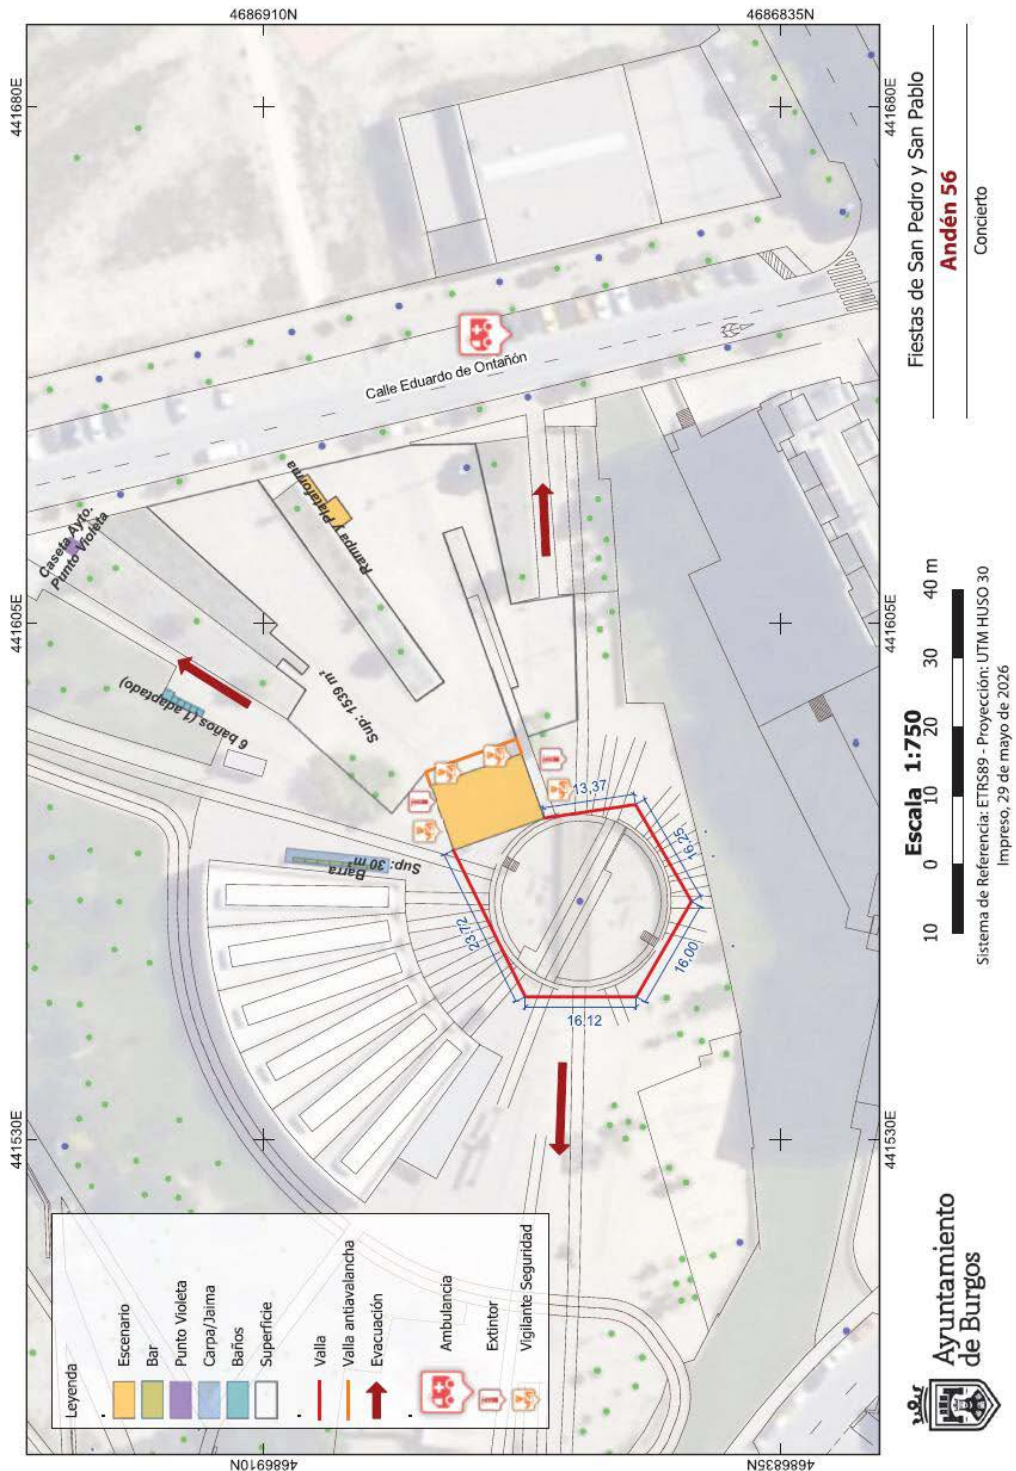 4686910N
4686835N
441680E
441680E
441605E
441605E
441530E
441530E
4686910N
4686835N
Calle Eduardo de Ontañón
Caseta Ayto.
Punto Violeta
Rampa y Plataforma
6 baños (1 adaptado)
Sup: 1539 m²
Barra
Sup: 30 m²
13,37
16,25
16,00
16,12
23,72
Leyenda
Escenario
Bar
Punto Violeta
Carpa/Jaima
Baños
Superficie
Valla
Valla antiavalancha
Evacuación
Ambulancia
Extintor
Vigilante Seguridad
Ayuntamiento
de Burgos
Escala 1:750
10 0 10 20 30 40 m
Sistema de Referencia: ETRS89 - Proyección: UTM HUSO 30
Impreso, 29 de mayo de 2026
Fiestas de San Pedro y San Pablo
Andén 56
Concierto